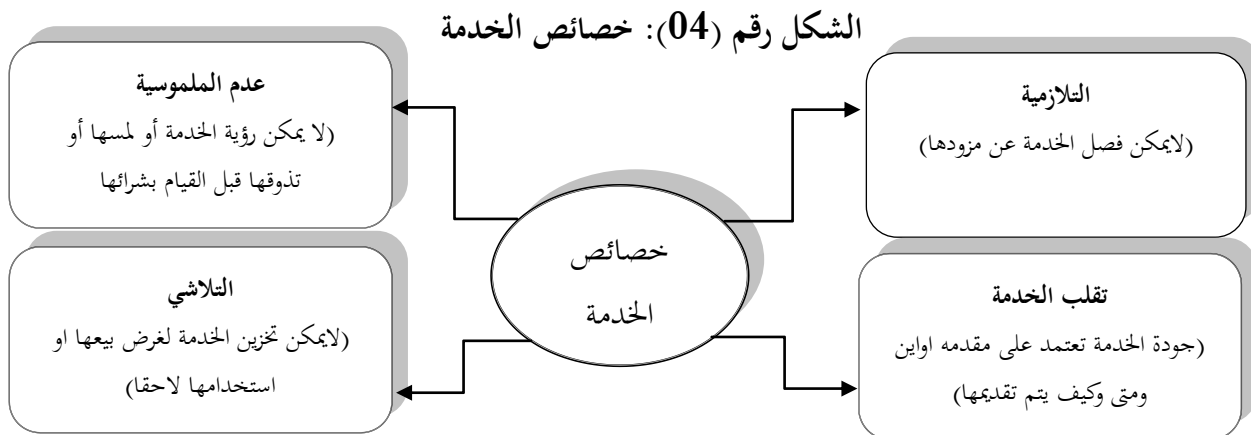 الشكل رقم (04): خصائص الخدمة
التلازمية
(لايمكن فصل الخدمة عن مزودها)
عدم الملموسية
(لا يمكن رؤية الخدمة أو لمسها أو
تذوقها قبل القيام بشرائها
خصائص
الخدمة
تقلب الخدمة
(جودة الخدمة تعتمد على مقدمه اواين
ومتى وكيف يتم تقديمها)
التلاشي
(لايمكن تخزين الخدمة لغرض بيعها او
استخدامها لاحقا)